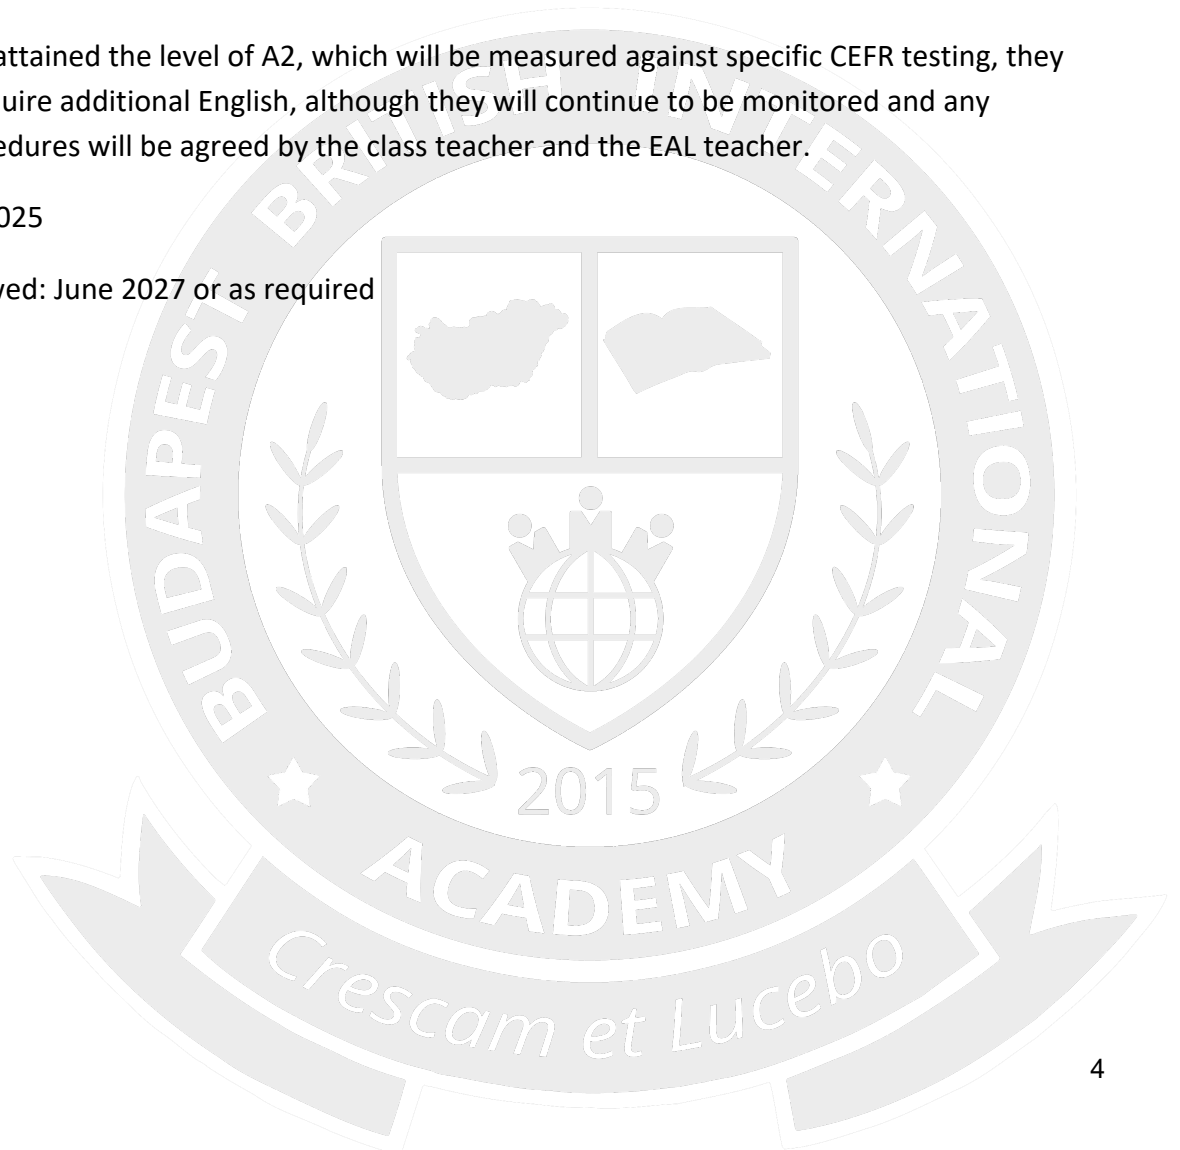 attained the level of A2, which will be measured against specific CEFR testing, they
uire additional English, although they will continue to be monitored and any
edures will be agreed by the class teacher and the EAL teacher.
025
ved: June 2027 or as required
BUDAPEST BRITISH INTERNATIONAL
2015
ACADEMY
Crescam et Lucebo
4